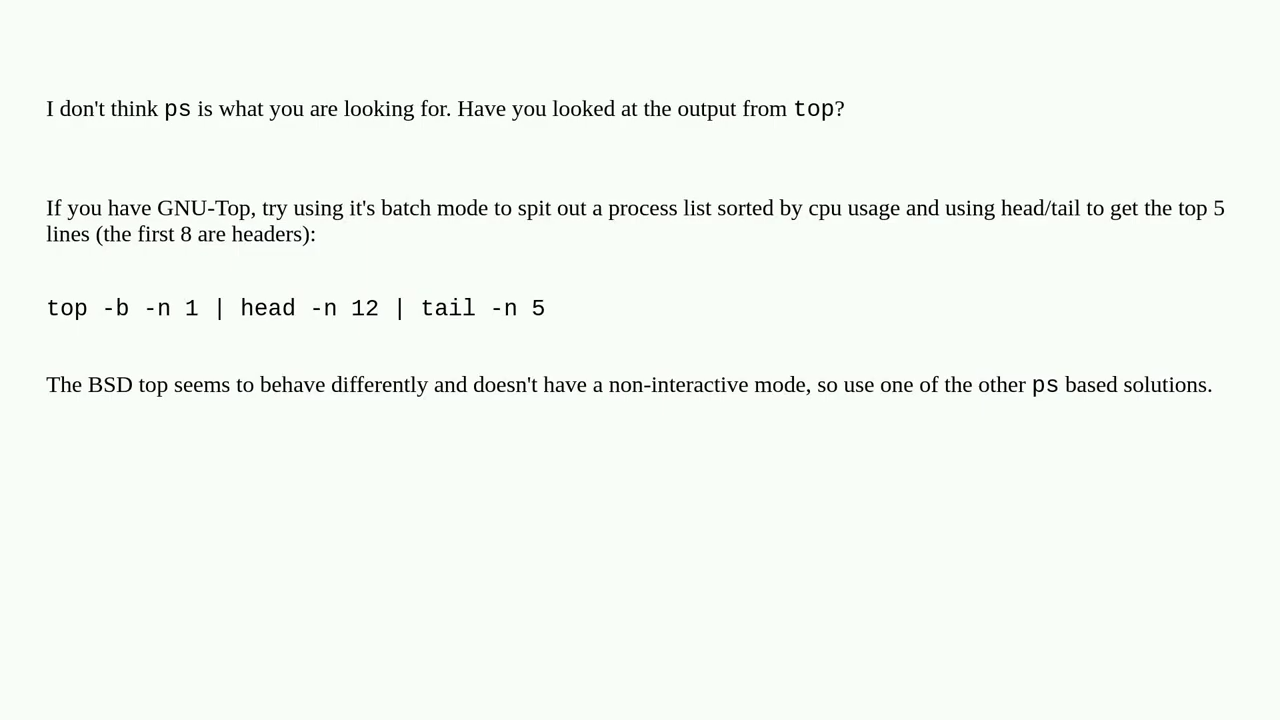 I don't think ps is what you are looking for. Have you looked at the output from top?
If you have GNU-Top, try using it's batch mode to spit out a process list sorted by cpu usage and using head/tail to get the top 5
lines (the first 8 are headers):
top -b -n 1 | head -n 12 | tail -n 5
The BSD top seems to behave differently and doesn't have a non-interactive mode, so use one of the other ps based solutions.